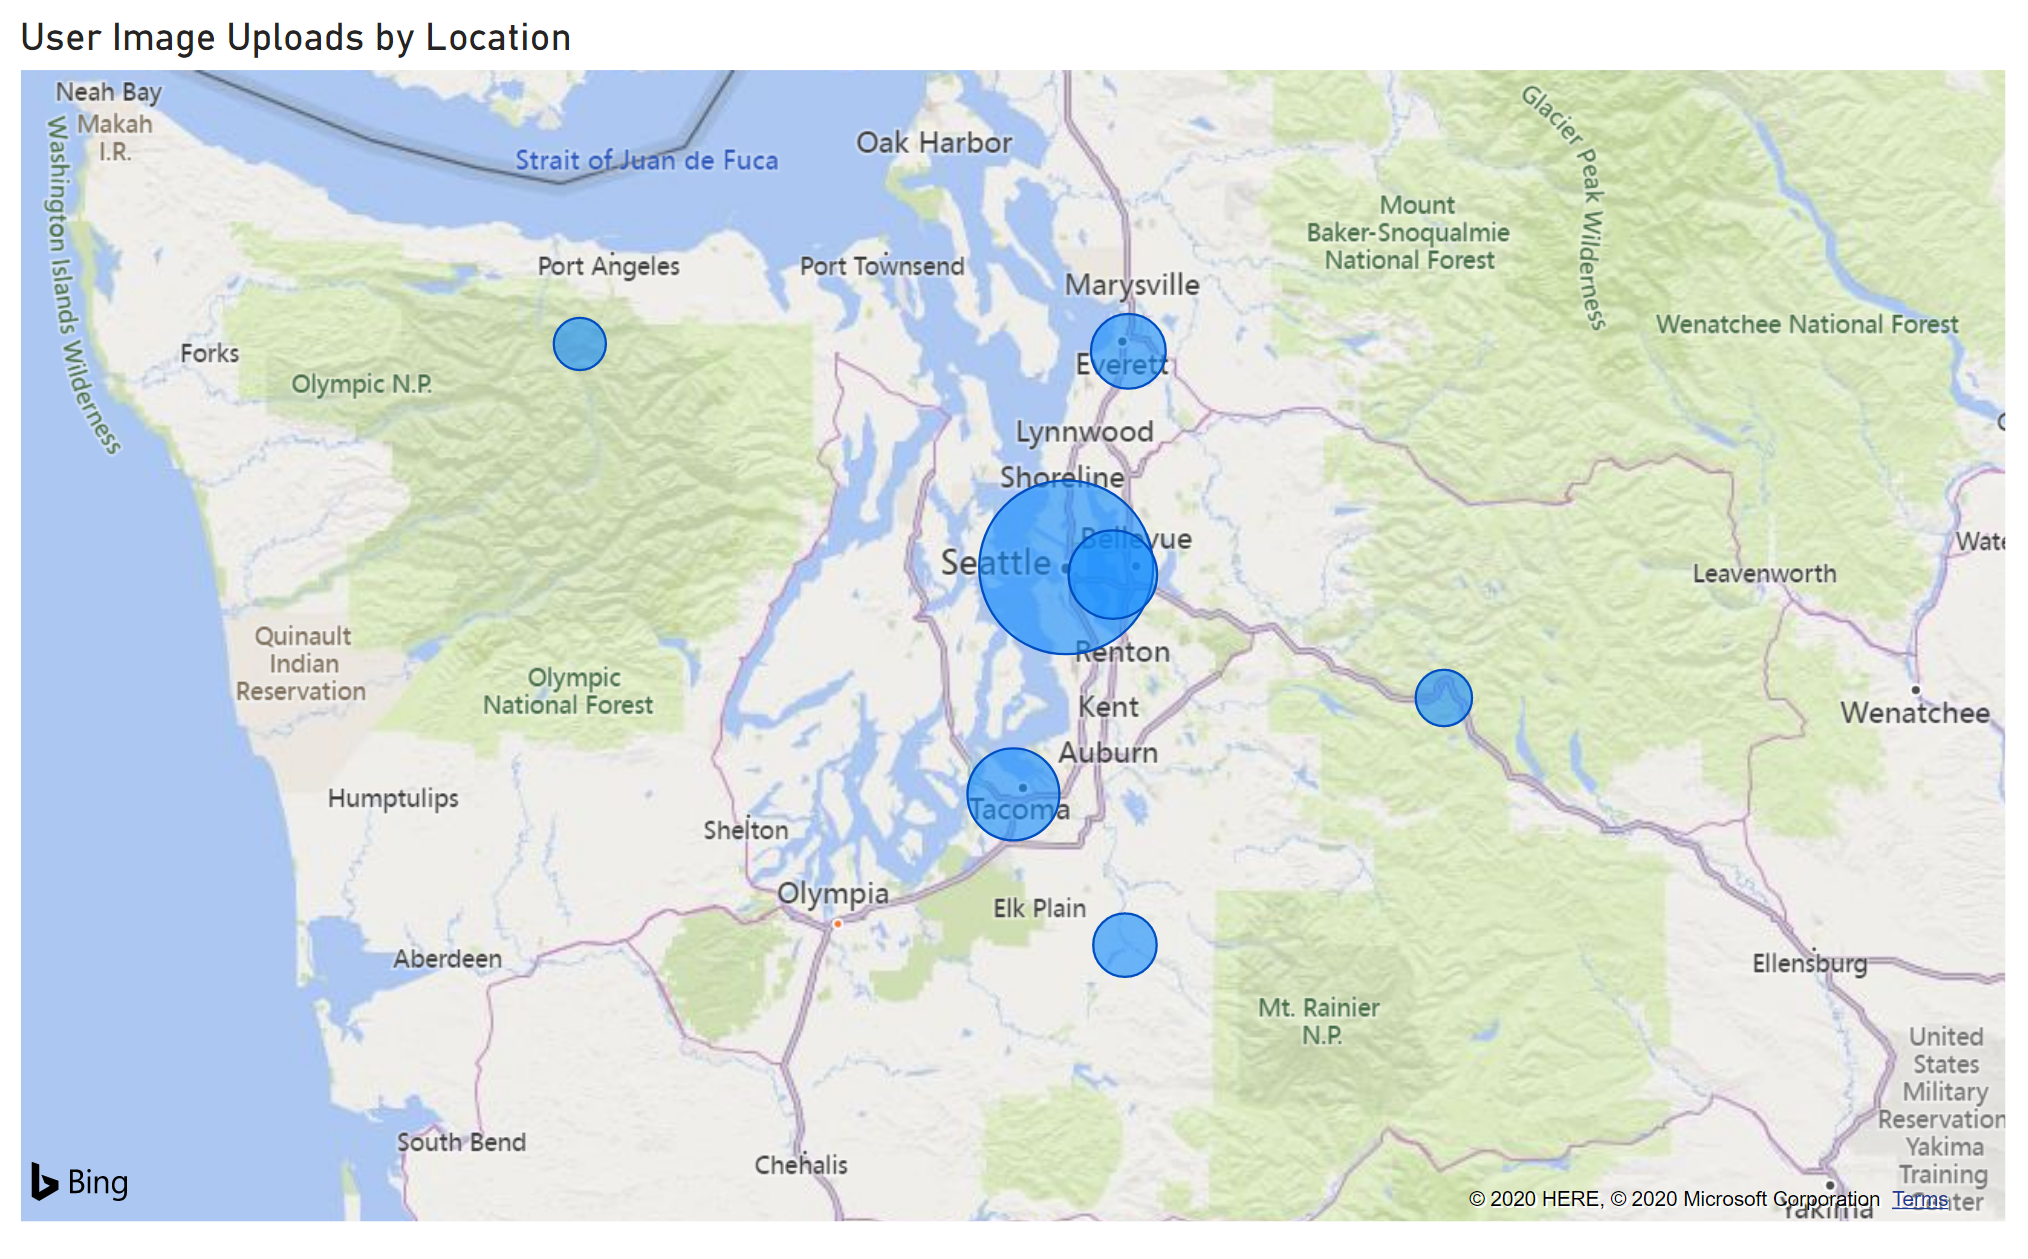 User Image Uploads by Location
Neah Bay
Makah
I.R.
Washington Islands Wilderness
Strait of Juan de Fuca
Oak Harbor
Glacier Peak Wilderness
Mount
Baker-Snoqualmie
National Forest
Port Angeles
Port Townsend
Marysville
Wenatchee National Forest
Forks
Olympic N.P.
Everett
Lynnwood
Shoreline
Bellevue
Seattle
Wate
Leavenworth
Quinault
Indian
Reservation
Renton
Olympic
National Forest
Kent
Wenatchee
Auburn
Humptulips
Tacoma
Shelton
Olympia
Elk Plain
Aberdeen
Ellensburg
Mt. Rainier
N.P.
United
States
Military
Reservation
Yakima
Training
Center
South Bend
Chehalis
Bing
© 2020 HERE, © 2020 Microsoft Corporation Terms
Yakima